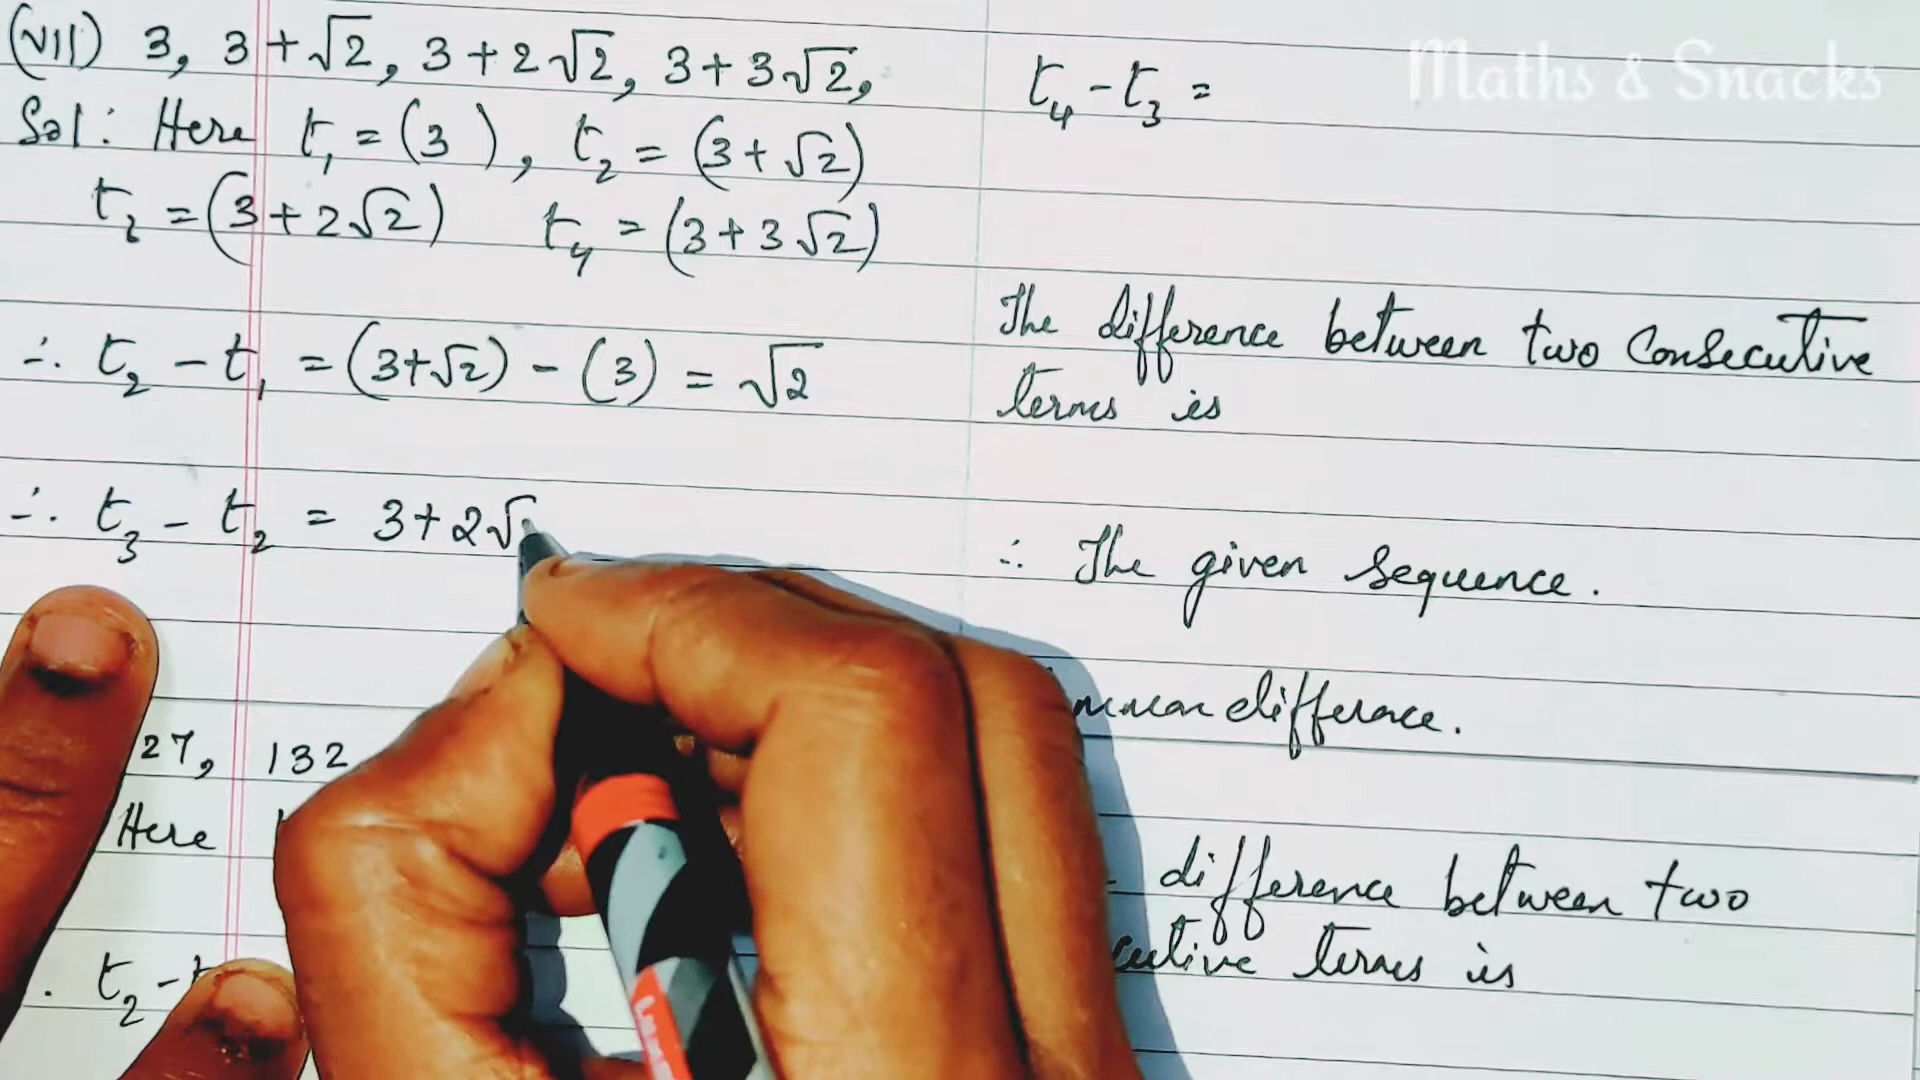 (vii) 3, 3+√2, 3+2√2, 3+3√2,
Sol: Here t₁ = (3 ), t₂ = (3+√2)
t₂ = (3+2√2) t₄ = (3+3√2)
∴ t₂ - t₁ = (3+√2) - (3) = √2
∴ t₃ - t₂ = 3+2√
27, 132
Here
t₂ -
Maths & Snacks
t₄ - t₃ =
The difference between two Consecutive
terms is
∴ The given sequence.
differace.
difference between two
terms is